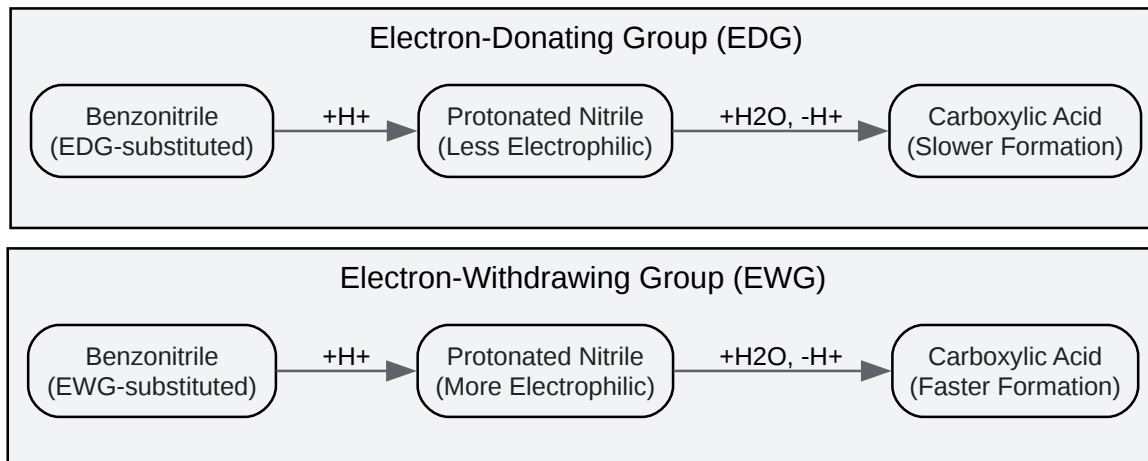 Electron-Donating Group (EDG)
Benzonitrile
(EDG-substituted)
+H+
Protonated Nitrile
(Less Electrophilic)
+H2O, -H+
Carboxylic Acid
(Slower Formation)
Electron-Withdrawing Group (EWG)
Benzonitrile
(EWG-substituted)
+H+
Protonated Nitrile
(More Electrophilic)
+H2O, -H+
Carboxylic Acid
(Faster Formation)